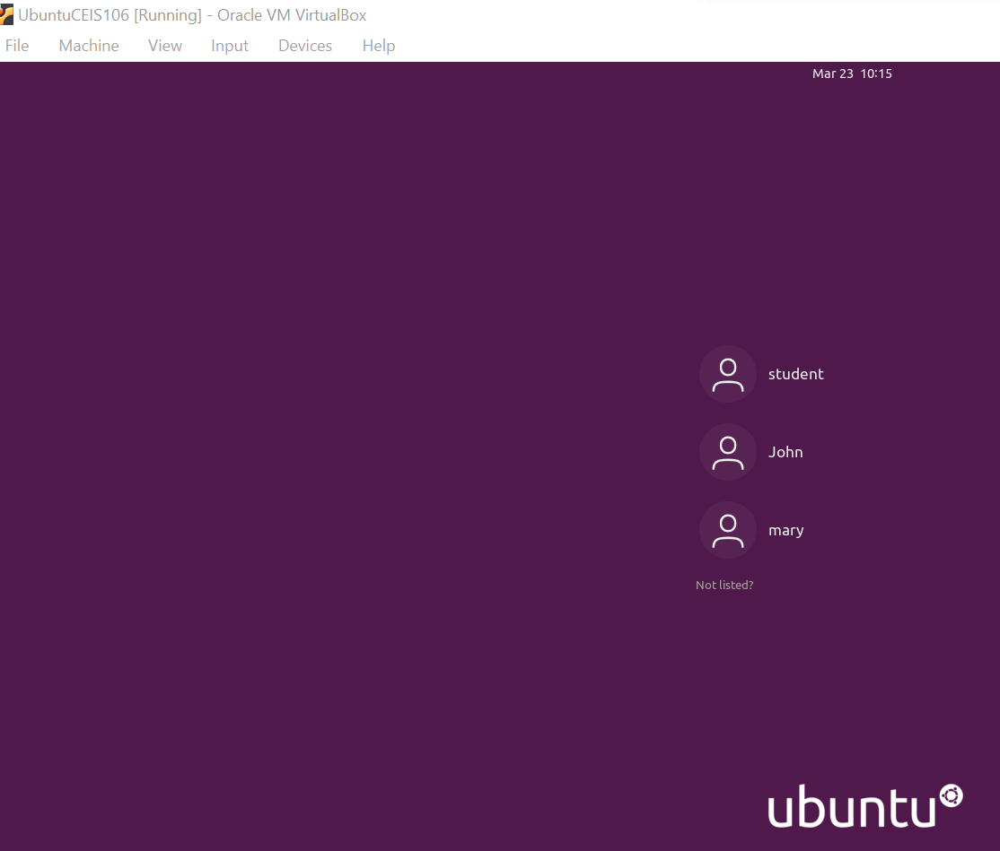 UbuntuCEIS106 [Running] - Oracle VM VirtualBox
File Machine View Input Devices Help
Mar 23 10:15
student
John
mary
Not listed?
ubuntu